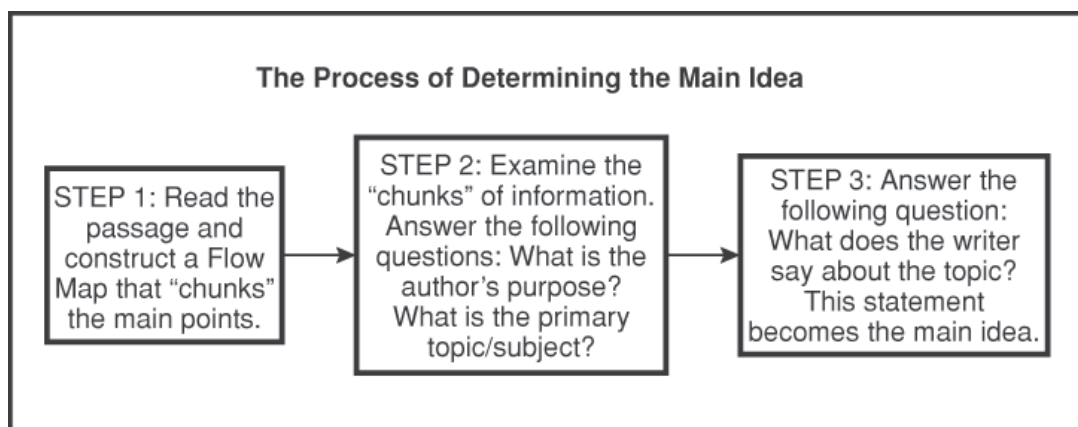 The Process of Determining the Main Idea
STEP 1: Read the
passage and
construct a Flow
Map that “chunks”
the main points.
STEP 2: Examine the
“chunks” of information.
Answer the following
questions: What is the
author’s purpose?
What is the primary
topic/subject?
STEP 3: Answer the
following question:
What does the writer
say about the topic?
This statement
becomes the main idea.